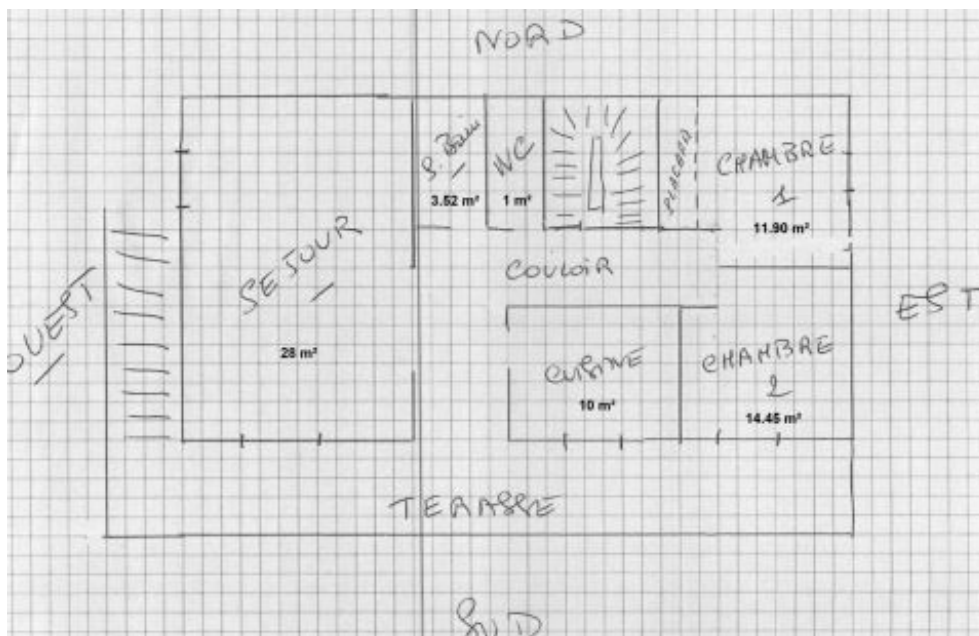 NORD
S. Bain
3.52 m²
WC
1 m²
PLACARD
CHAMBRE
1
11.90 m²
SEJOUR
28 m²
COULOIR
OUEST
EST
CUISINE
10 m²
CHAMBRE
2
14.45 m²
TERASSE
SUD